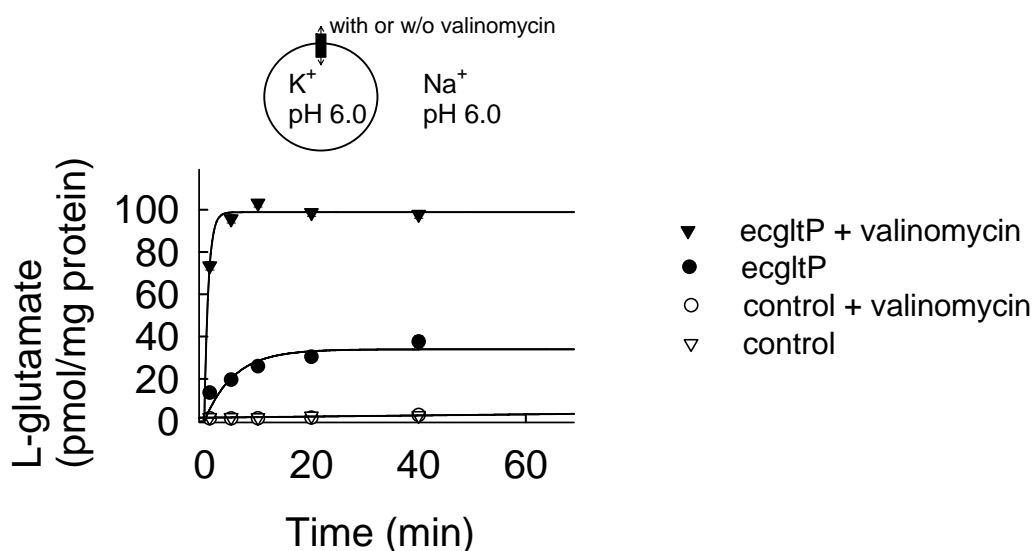 with or w/o valinomycin
K+ Na+
pH 6.0 pH 6.0
L-glutamate
(pmol/mg protein)
100
80
60
40
20
0
0 20 40 60
Time (min)
ecgltP + valinomycin
ecgltP
control + valinomycin
control